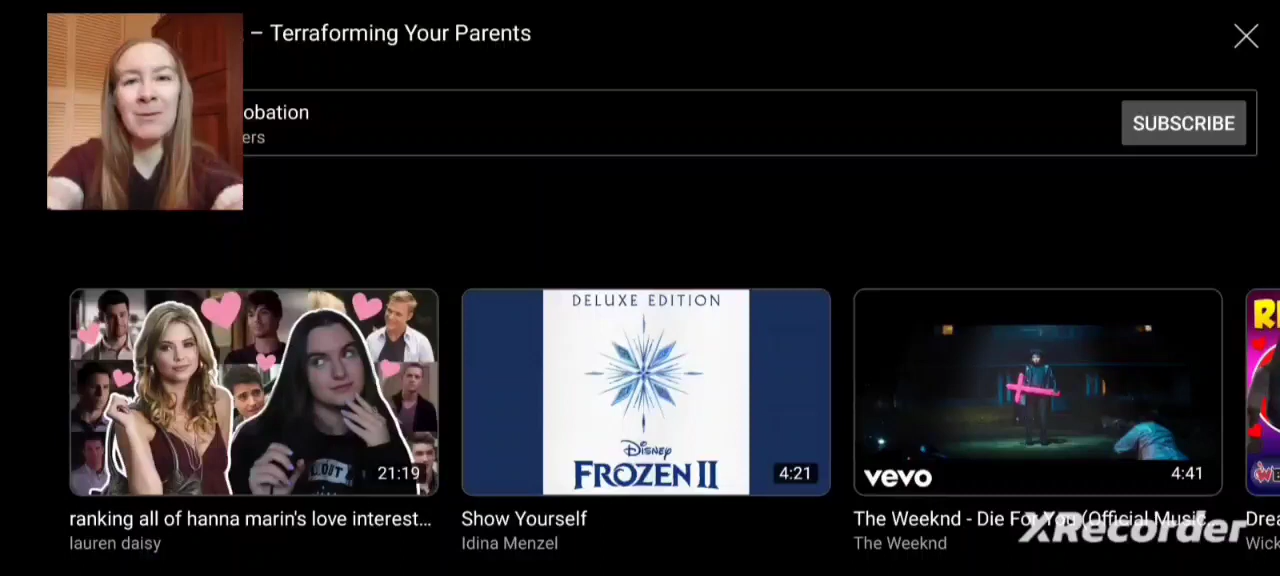 – Terraforming Your Parents
obation
ers
SUBSCRIBE
21:19
DELUXE EDITION
Disney
FROZEN II
4:21
vevo
4:41
ranking all of hanna marin's love interest...
lauren daisy
Show Yourself
Idina Menzel
The Weeknd - Die For You (Official Music...
The Weeknd
XRecorder
Drea
Wick